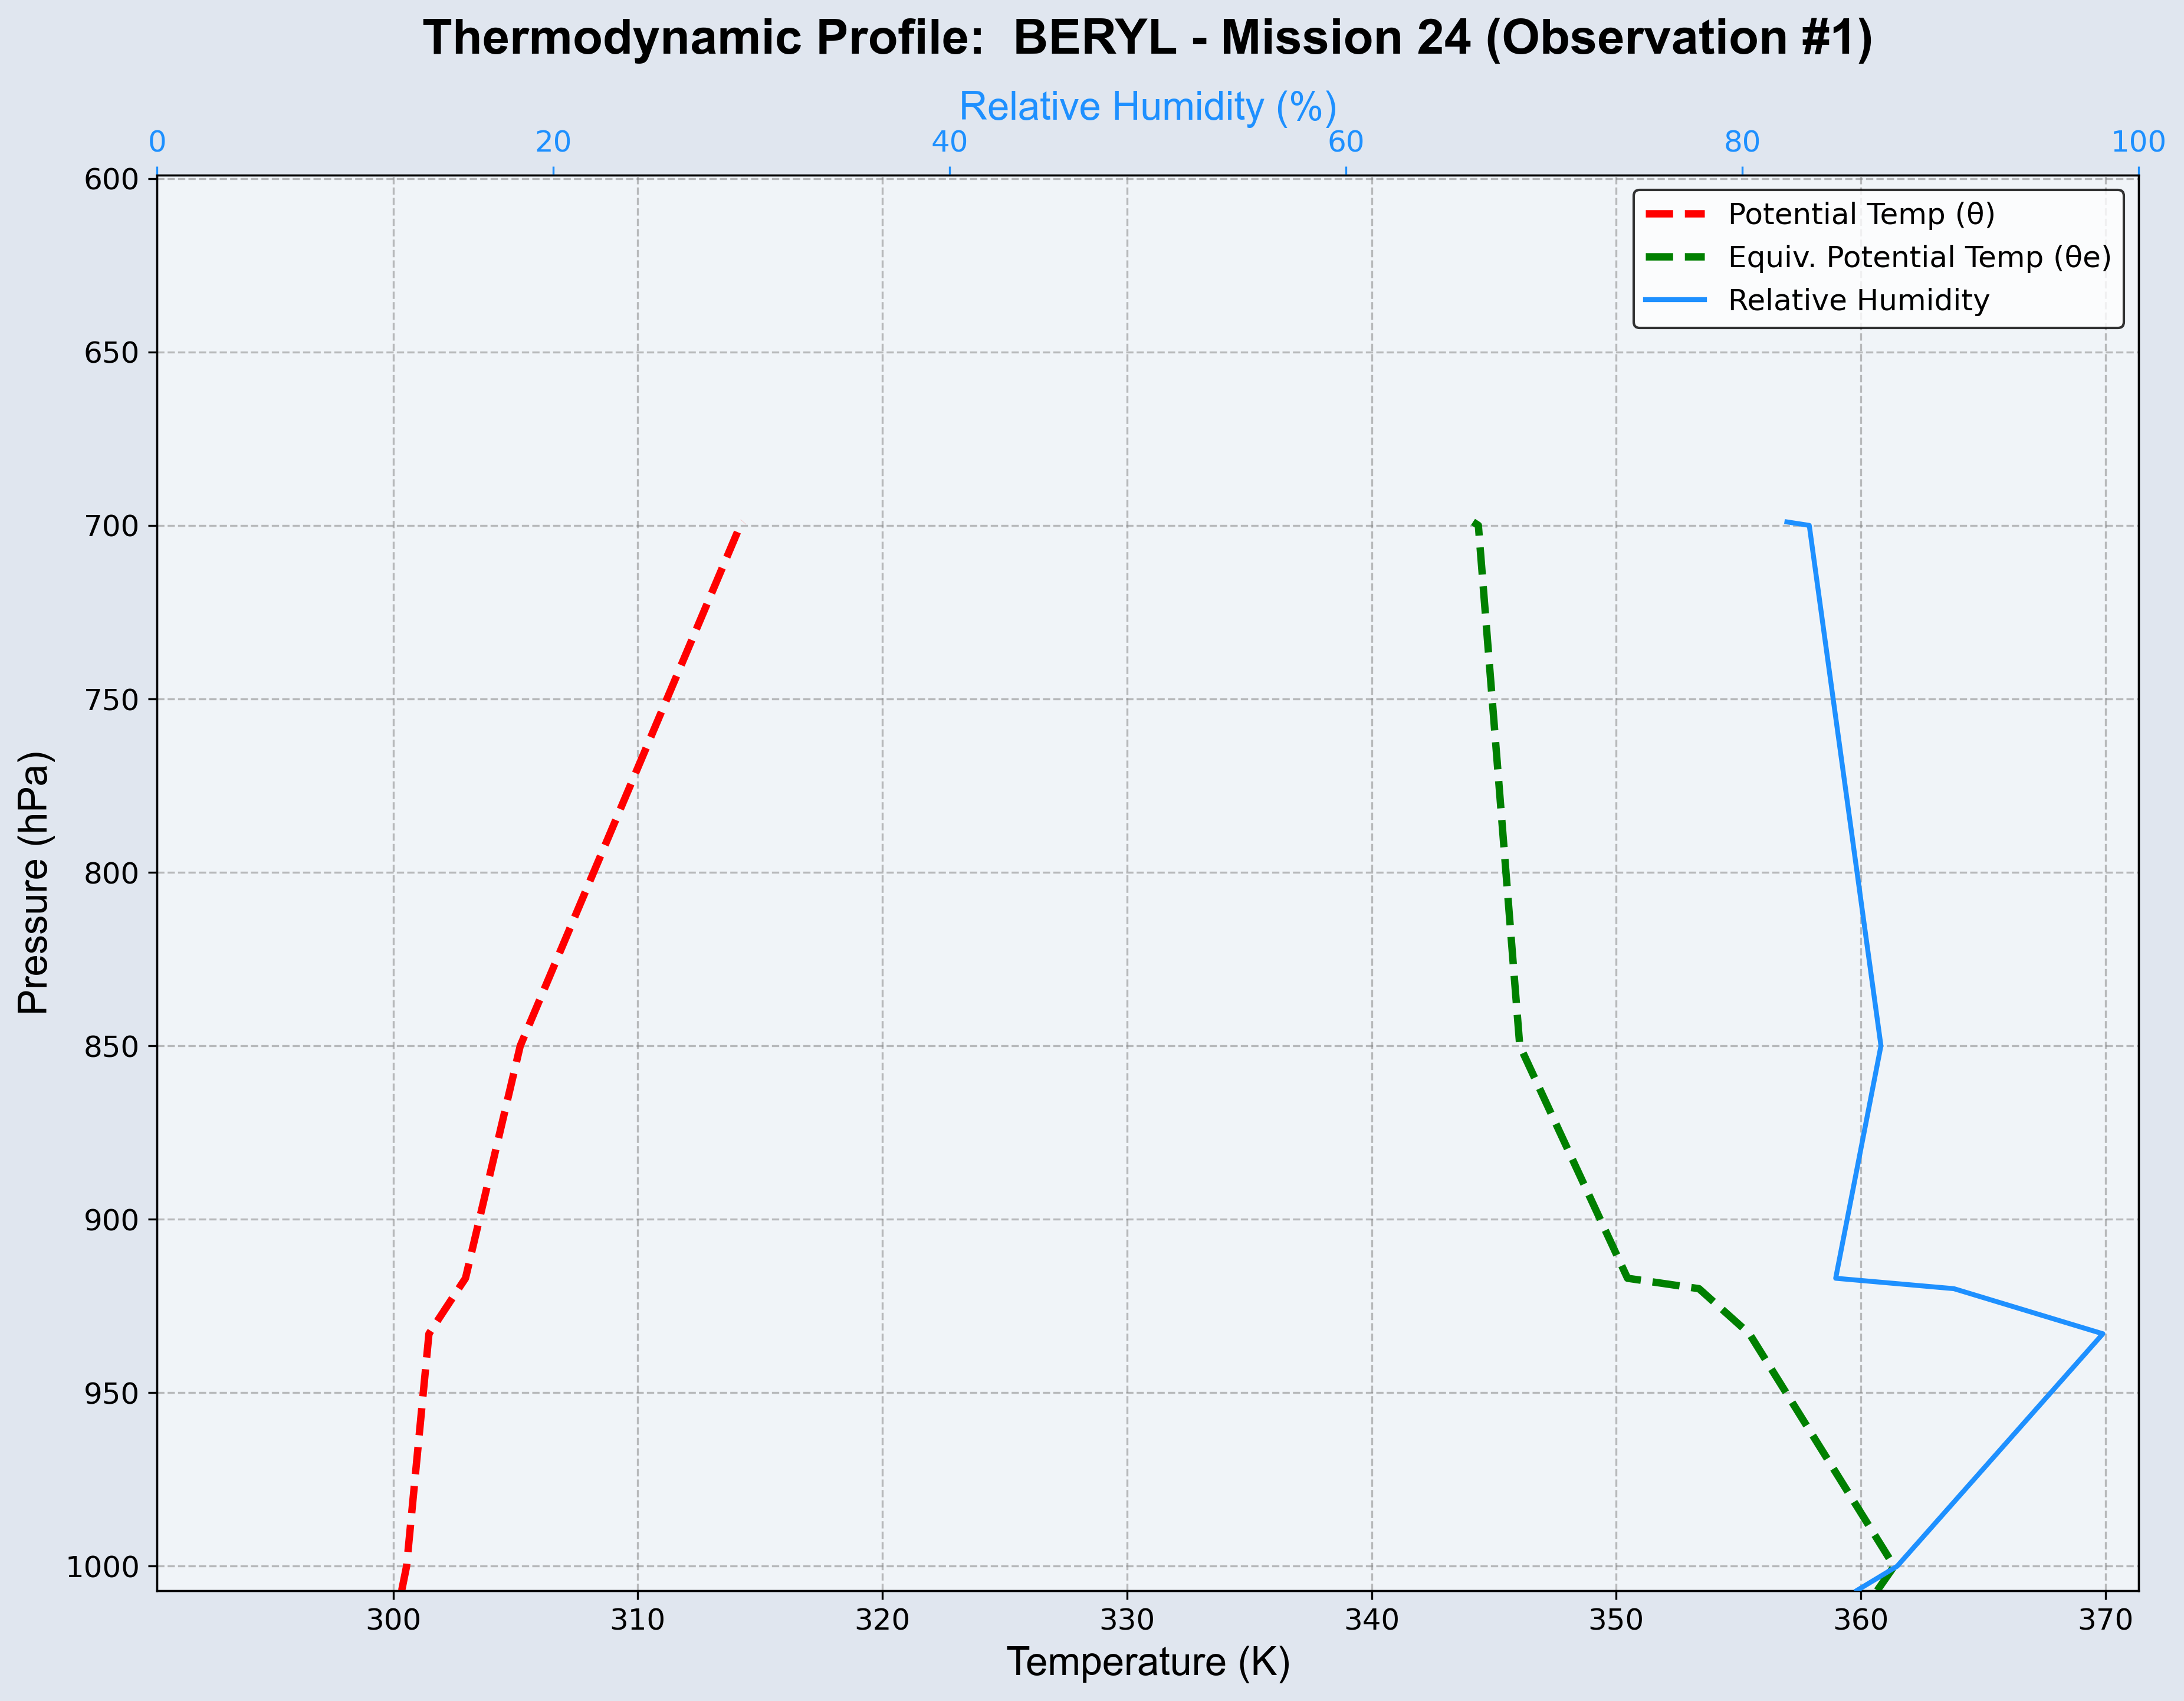 Thermodynamic Profile:  BERYL - Mission 24 (Observation #1)
Relative Humidity (%)
0 20 40 60 80 100
Potential Temp (θ)
Equiv. Potential Temp (θe)
Relative Humidity
600
650
700
750
800
850
900
950
1000
Pressure (hPa)
300 310 320 330 340 350 360 370
Temperature (K)